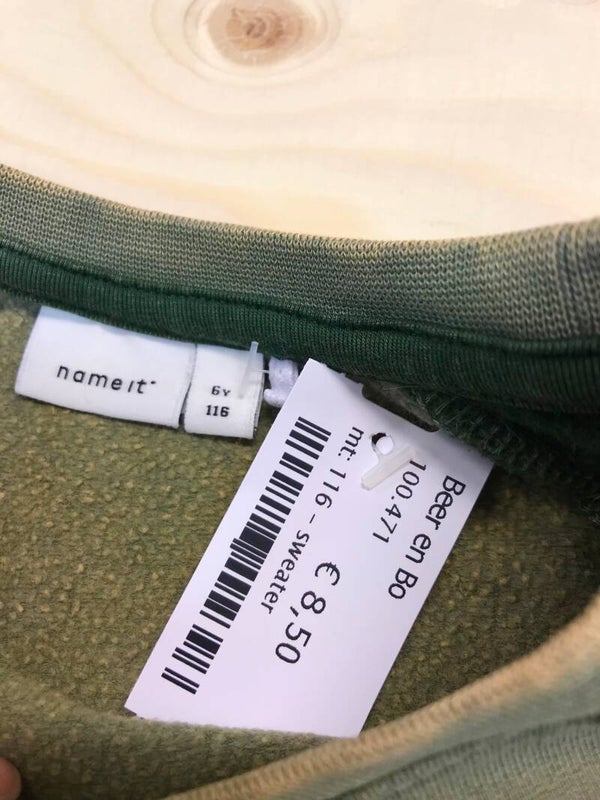 name it
6Y
116
Beer en Bo
100.471
mt: 116 - sweater
€ 8,50